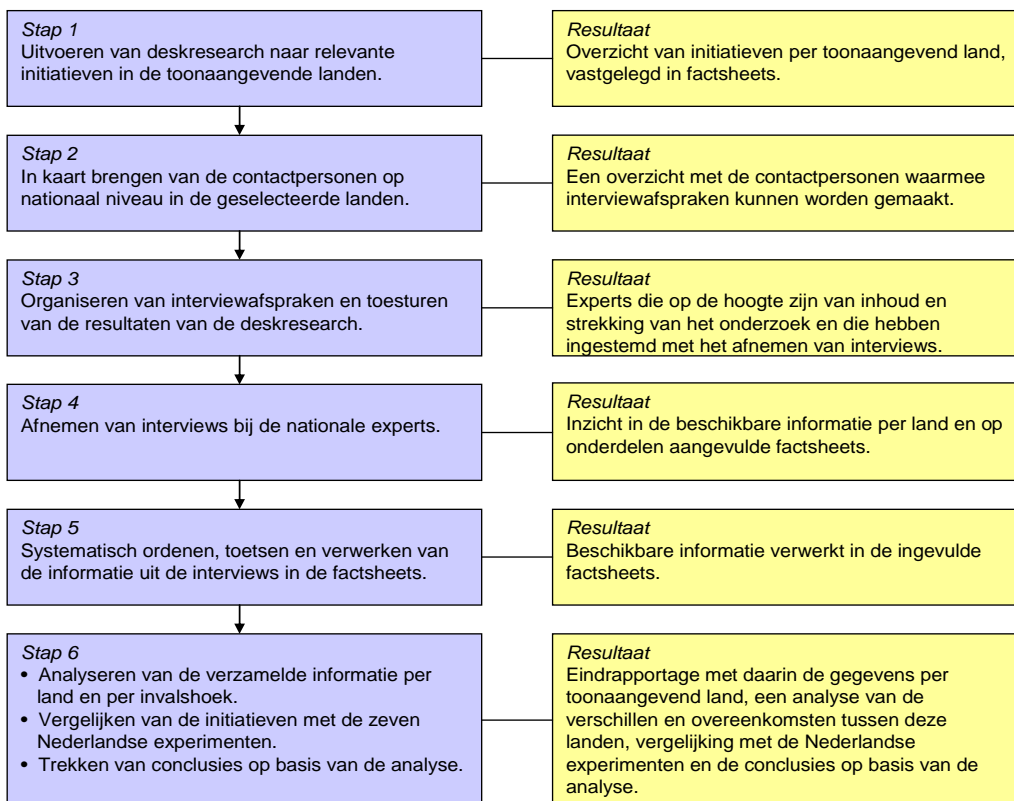 Stap 1
Uitvoeren van deskresearch naar relevante
initiatieven in de toonaangevende landen.
Resultaat
Overzicht van initiatieven per toonaangevend land,
vastgelegd in factsheets.
Stap 2
In kaart brengen van de contactpersonen op
nationaal niveau in de geselecteerde landen.
Resultaat
Een overzicht met de contactpersonen waarmee
interviewafspraken kunnen worden gemaakt.
Stap 3
Organiseren van interviewafspraken en toesturen
van de resultaten van de deskresearch.
Resultaat
Experts die op de hoogte zijn van inhoud en
strekking van het onderzoek en die hebben
ingestemd met het afnemen van interviews.
Stap 4
Afnemen van interviews bij de nationale experts.
Resultaat
Inzicht in de beschikbare informatie per land en op
onderdelen aangevulde factsheets.
Stap 5
Systematisch ordenen, toetsen en verwerken van
de informatie uit de interviews in de factsheets.
Resultaat
Beschikbare informatie verwerkt in de ingevulde
factsheets.
Stap 6
• Analyseren van de verzamelde informatie per
land en per invalshoek.
• Vergelijken van de initiatieven met de zeven
Nederlandse experimenten.
• Trekken van conclusies op basis van de analyse.
Resultaat
Eindrapportage met daarin de gegevens per
toonaangevend land, een analyse van de
verschillen en overeenkomsten tussen deze
landen, vergelijking met de Nederlandse
experimenten en de conclusies op basis van de
analyse.